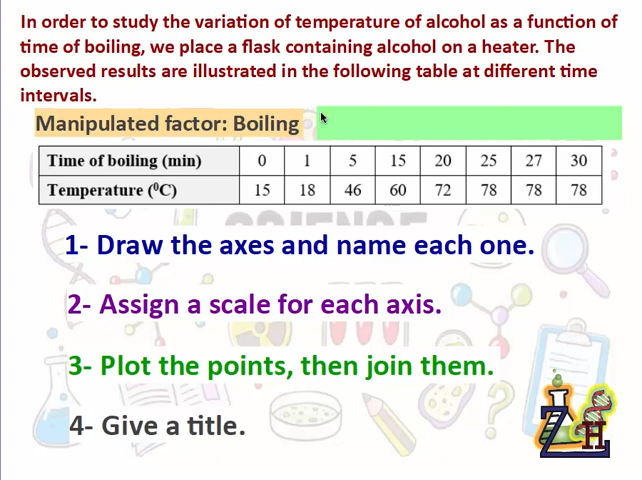 In order to study the variation of temperature of alcohol as a function of
time of boiling, we place a flask containing alcohol on a heater. The
observed results are illustrated in the following table at different time
intervals.
Manipulated factor: Boiling
Time of boiling (min) 0 1 5 15 20 25 27 30
Temperature (⁰C) 15 18 46 60 72 78 78 78
SCIENCE
1- Draw the axes and name each one.
2- Assign a scale for each axis.
3- Plot the points, then join them.
4- Give a title.
Z H